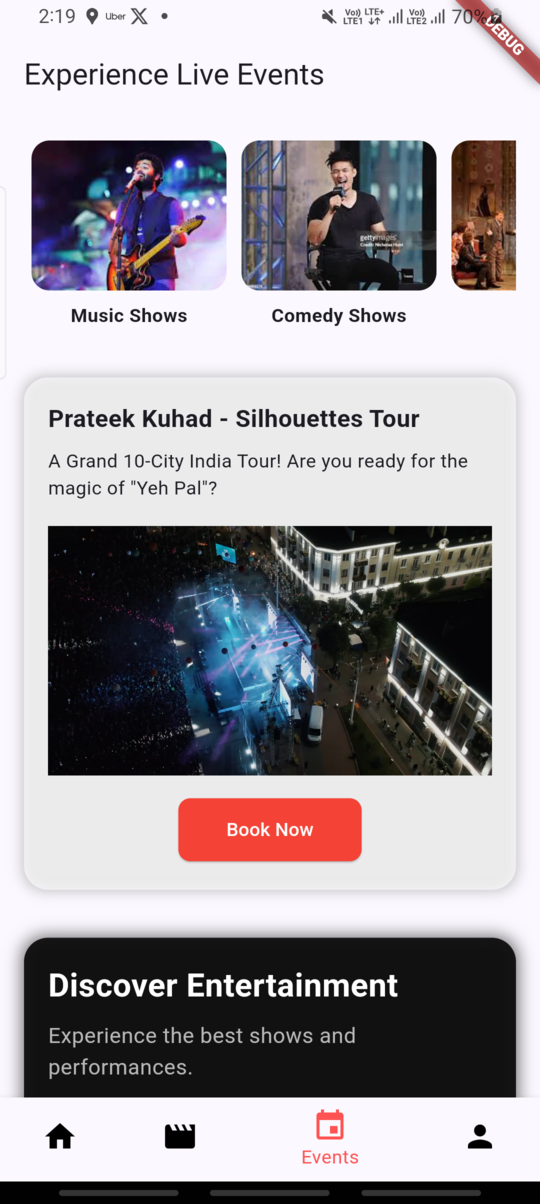 2:19 Uber 70%
Vo) LTE1 LTE+ Vo) LTE2
DEBUG
Experience Live Events
gettyimages
Music Shows
Comedy Shows
Prateek Kuhad - Silhouettes Tour
A Grand 10-City India Tour! Are you ready for the
magic of "Yeh Pal"?
Book Now
Discover Entertainment
Experience the best shows and
performances.
Events